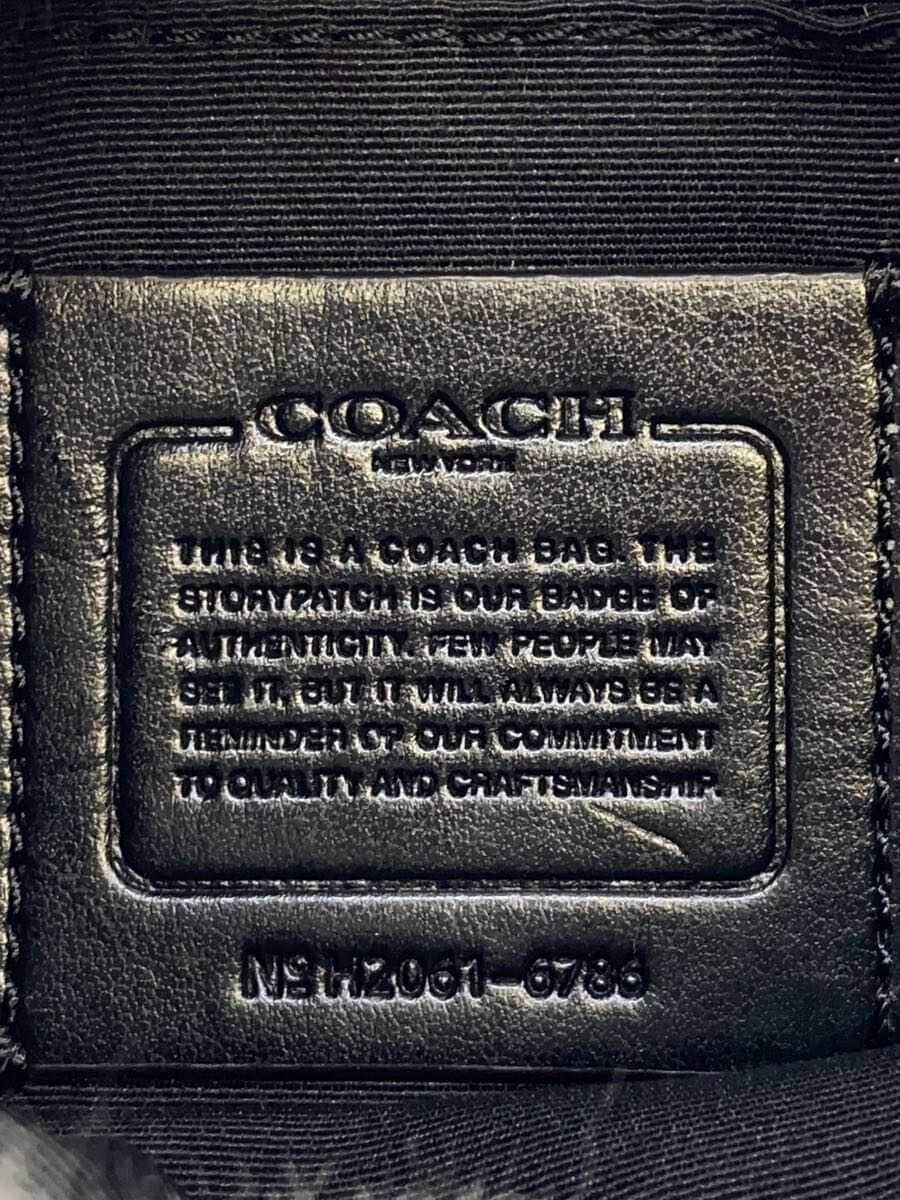 COACH
NEW YORK
THIS IS A COACH BAG. THE
STORYPATCH IS OUR BADGE OF
AUTHENTICITY. FEW PEOPLE MAY
SEE IT, BUT IT WILL ALWAYS BE A
REMINDER OF OUR COMMITMENT
TO QUALITY AND CRAFTSMANSHIP.
Nº H2061-6786